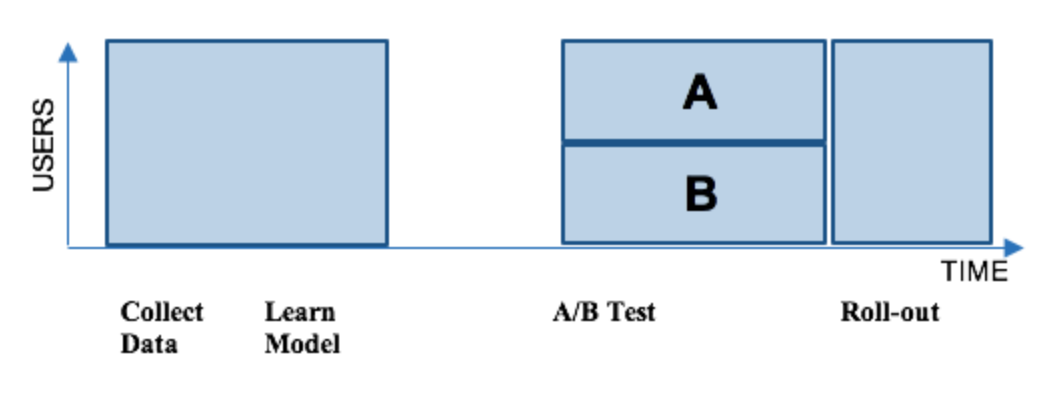 USERS
A
B
TIME
Collect Data
Learn Model
A/B Test
Roll-out